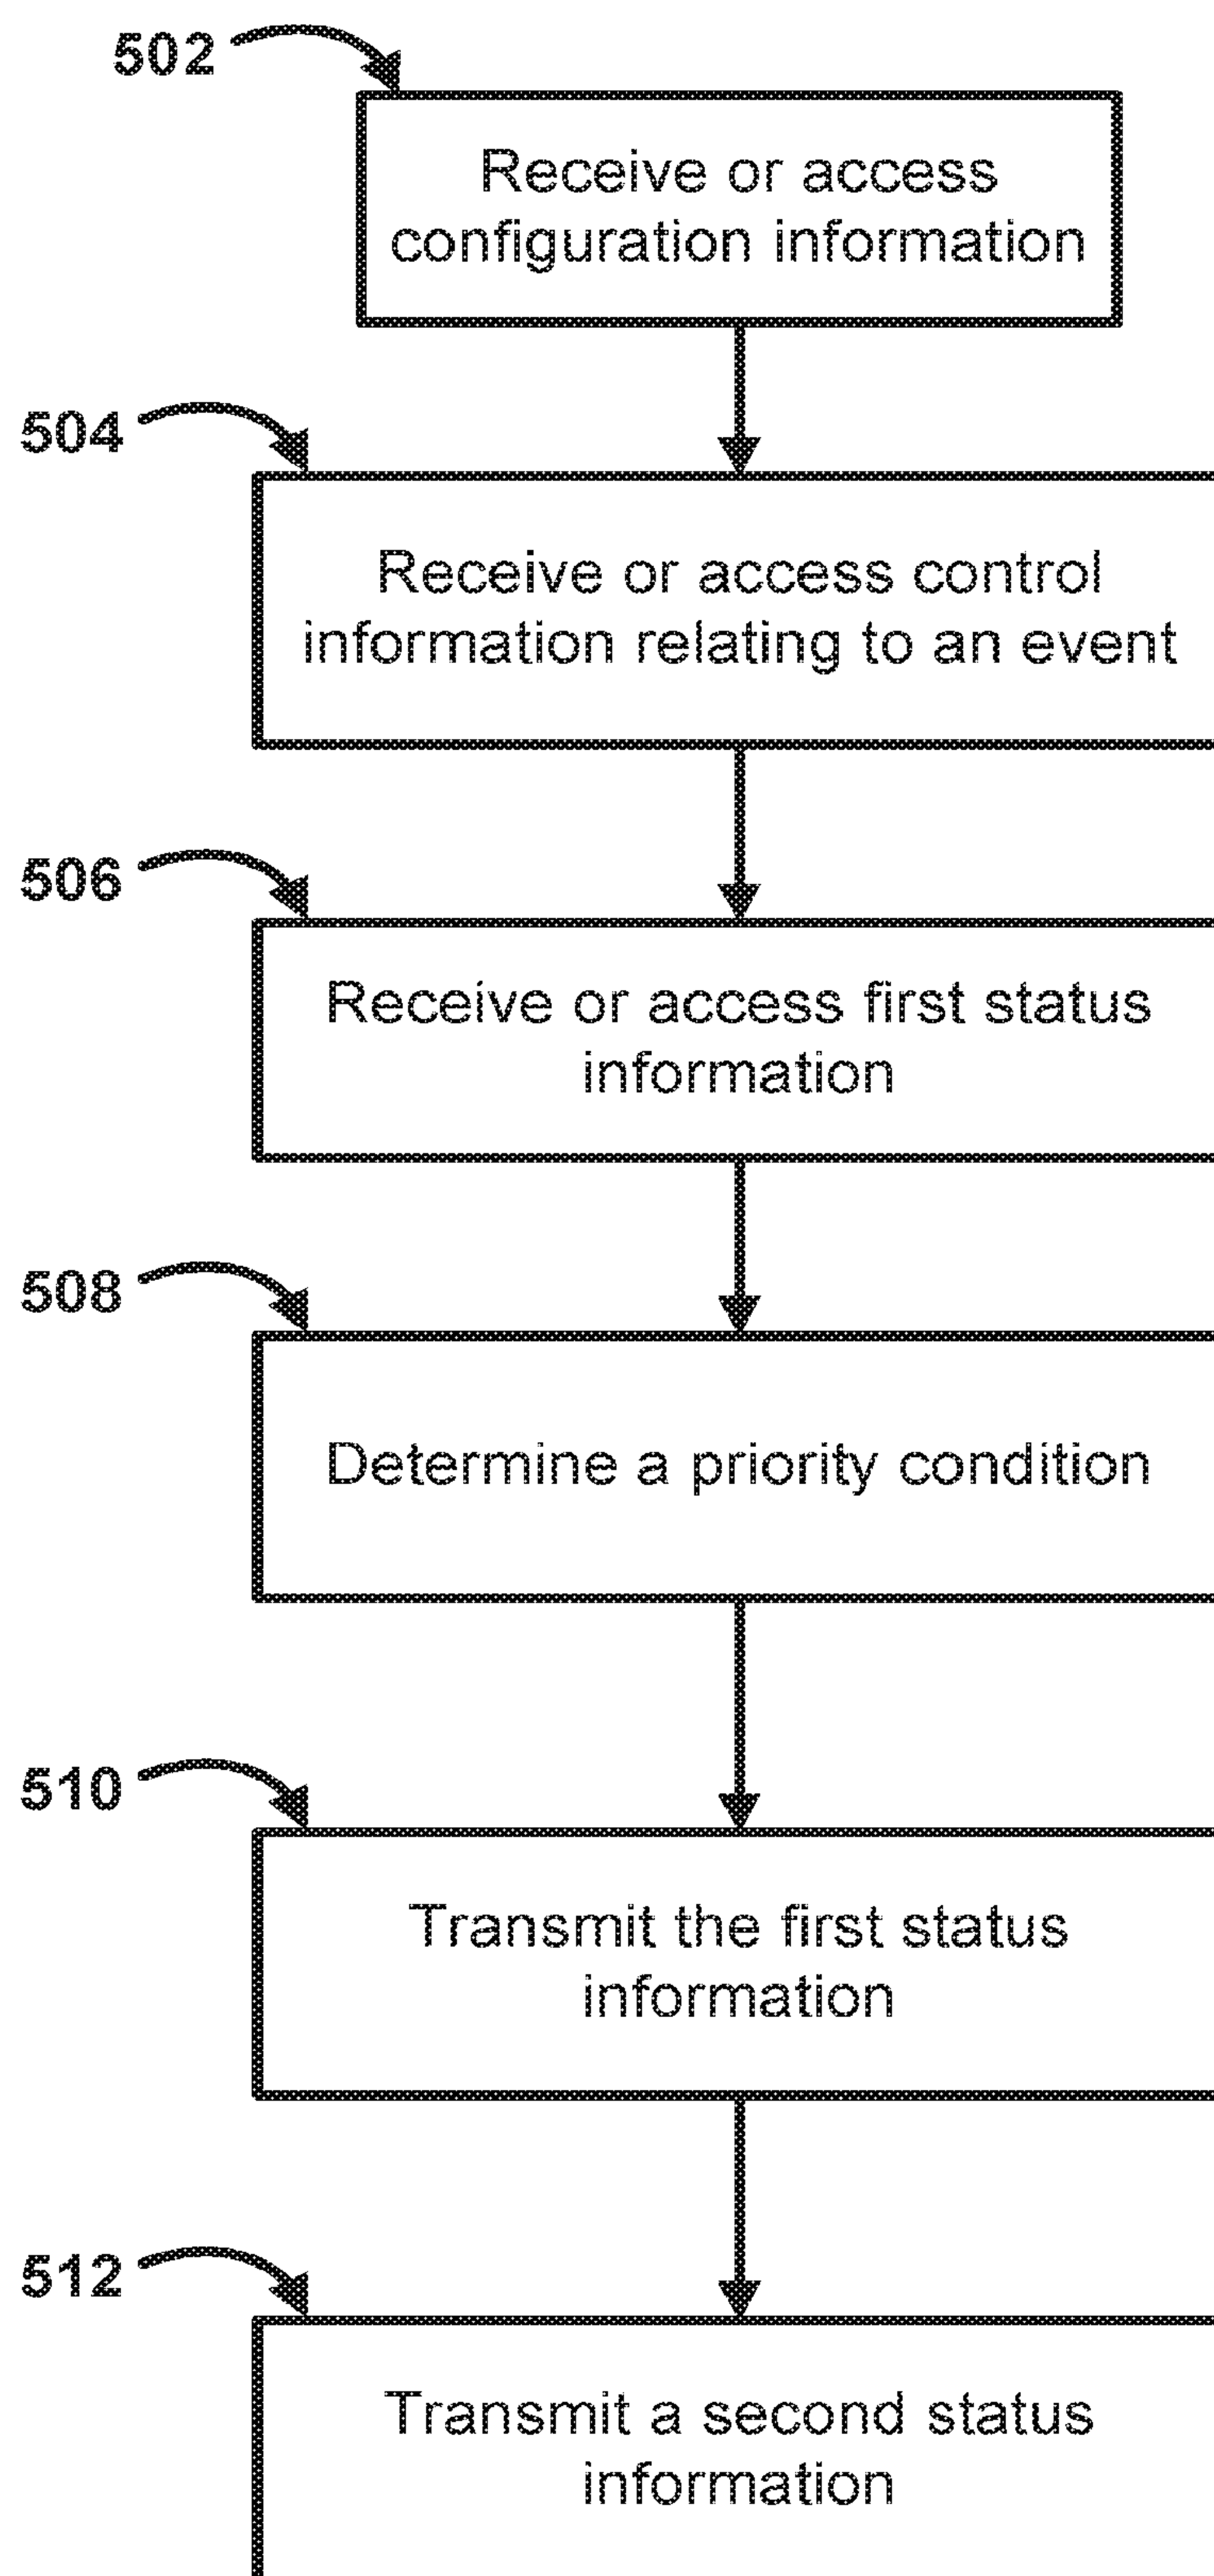 502
Receive or access
configuration information
504
Receive or access control
information relating to an event
506
Receive or access first status
information
508
Determine a priority condition
510
Transmit the first status
information
512
Transmit a second status
information